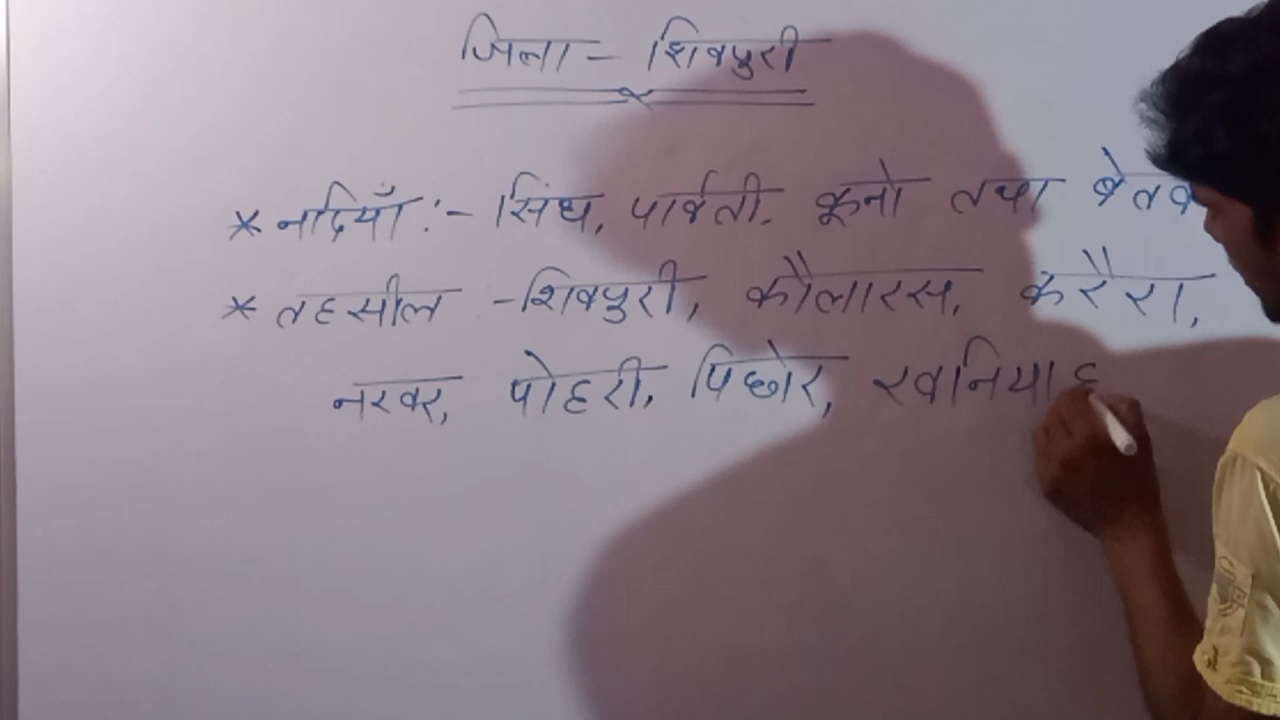 जिला - शिवपुरी
* नदियाँ :- सिंध, पार्वती, कूनो तथा बेतव
* तहसील - शिवपुरी, कौलारस, करैरा,
नरवर, पोहरी, पिछोर, खनियाह